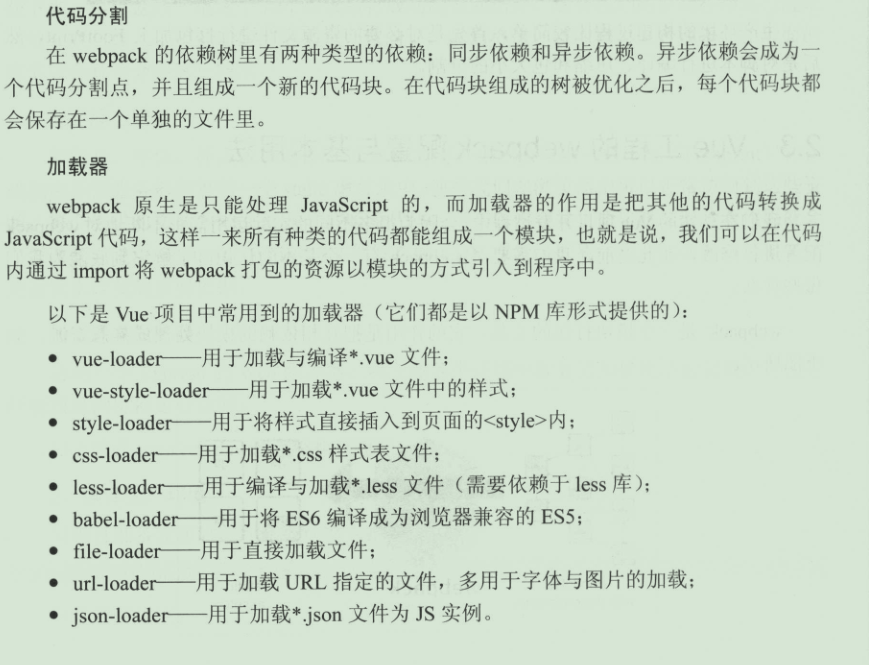 代码分割
在 webpack 的依赖树里有两种类型的依赖：同步依赖和异步依赖。异步依赖会成为一
个代码分割点，并且组成一个新的代码块。在代码块组成的树被优化之后，每个代码块都
会保存在一个单独的文件里。
加载器
webpack 原生是只能处理 JavaScript 的，而加载器的作用是把其他的代码转换成
JavaScript 代码，这样一来所有种类的代码都能组成一个模块，也就是说，我们可以在代码
内通过 import 将 webpack 打包的资源以模块的方式引入到程序中。
以下是 Vue 项目中常用到的加载器（它们都是以 NPM 库形式提供的）：
• vue-loader——用于加载与编译*.vue 文件；
• vue-style-loader——用于加载*.vue 文件中的样式；
• style-loader——用于将样式直接插入到页面的<style>内；
• css-loader——用于加载*.css 样式表文件；
• less-loader——用于编译与加载*.less 文件（需要依赖于 less 库）；
• babel-loader——用于将 ES6 编译成为浏览器兼容的 ES5；
• file-loader——用于直接加载文件；
• url-loader——用于加载 URL 指定的文件，多用于字体与图片的加载；
• json-loader——用于加载*.json 文件为 JS 实例。